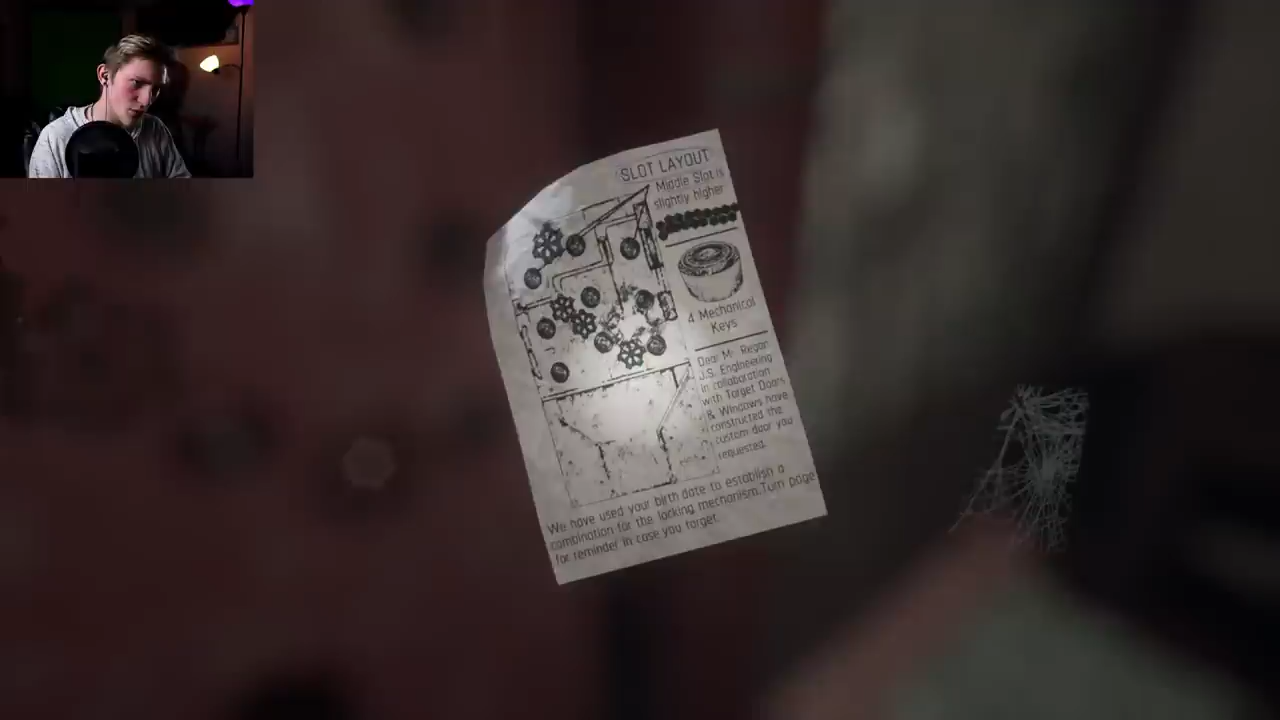 SLOT LAYOUT
Middle Slot is
slightly higher
4 Mechanical
Keys
Dear Mr. Regan
J.S. Engineering
in collaboration
with Target Doors
& Windows have
constructed the
custom door you
requested.
We have used your birth date to establish a
combination for the locking mechanism. Turn page
for reminder in case you forget.